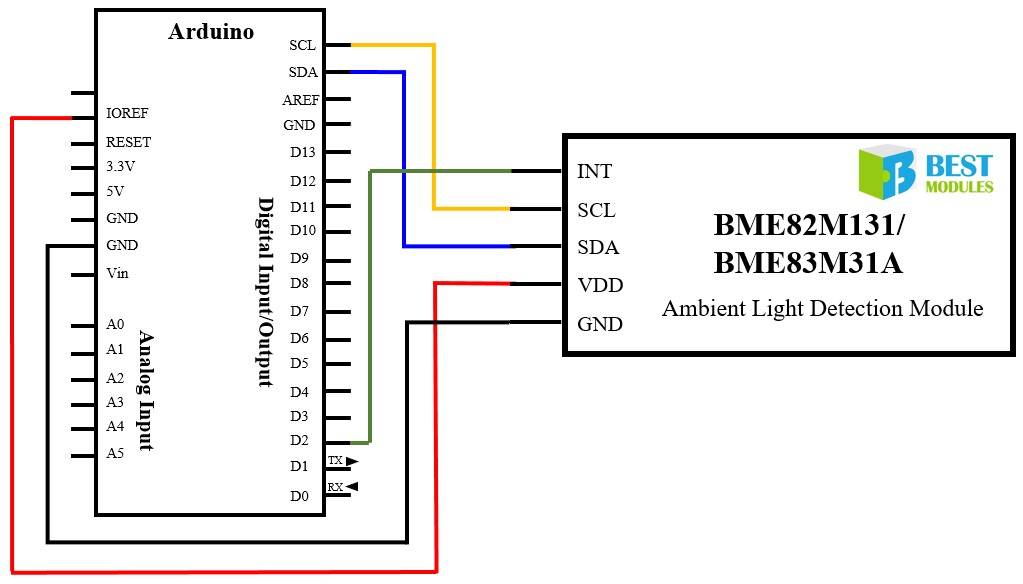 Arduino
SCL
SDA
AREF
GND
D13
D12
D11
D10
D9
D8
D7
D6
D5
D4
D3
D2
D1
TX
RX
D0
Digital Input/Output
IOREF
RESET
3.3V
5V
GND
GND
Vin
A0
A1
A2
A3
A4
A5
Analog Input
INT
SCL
SDA
VDD
GND
BEST
MODULES
BME82M131/
BME83M31A
Ambient Light Detection Module